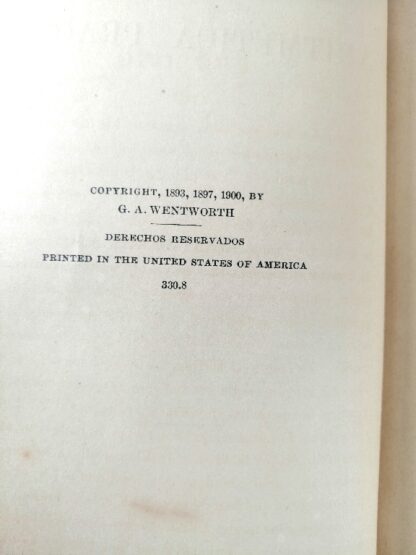 COPYRIGHT, 1893, 1897, 1900, BY
G. A. WENTWORTH
DERECHOS RESERVADOS
PRINTED IN THE UNITED STATES OF AMERICA
330.8